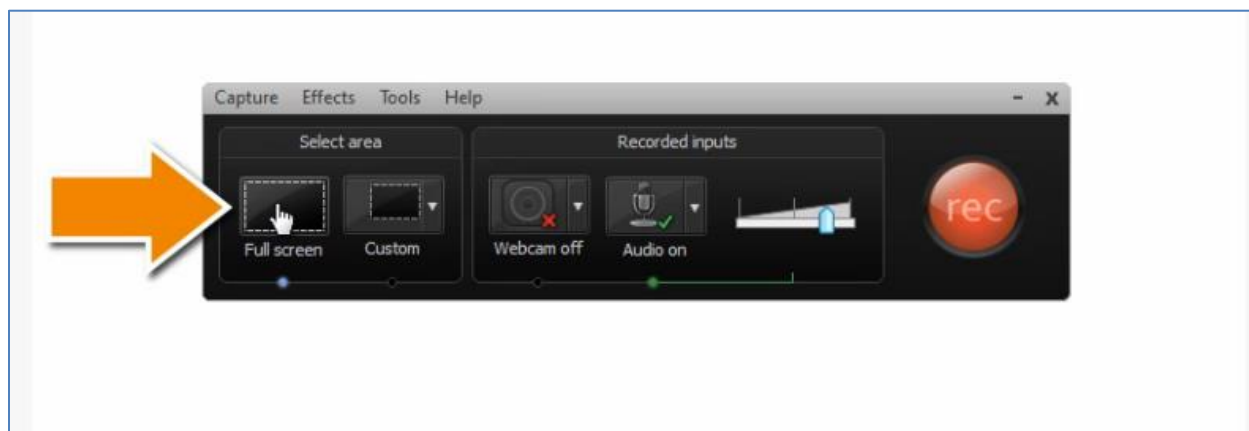 Capture Effects Tools Help - x
Select area
Recorded inputs
Full screen
Custom
Webcam off
Audio on
rec